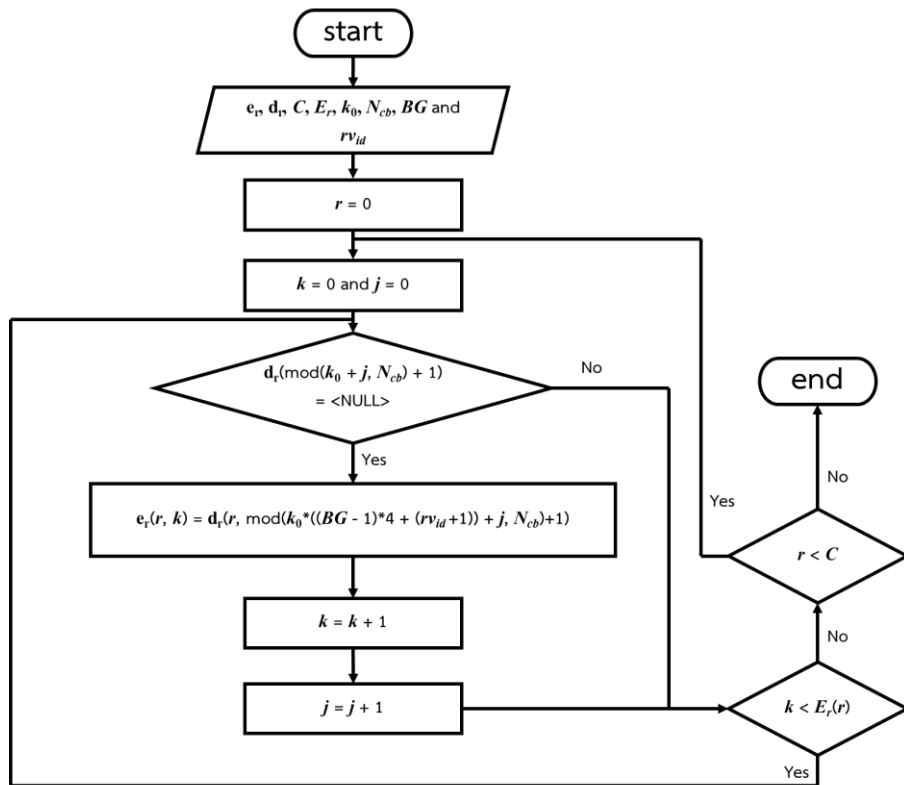 start
e_r, d_r, C, E_r, k_0, N_cb, BG and
rv_id
r = 0
k = 0 and j = 0
d_r(mod(k_0 + j, N_cb) + 1)
= <NULL>
No
Yes
e_r(r, k) = d_r(r, mod(k_0*((BG - 1)*4 + (rv_id+1)) + j, N_cb)+1)
k = k + 1
j = j + 1
k < E_r(r)
Yes
No
r < C
Yes
No
end